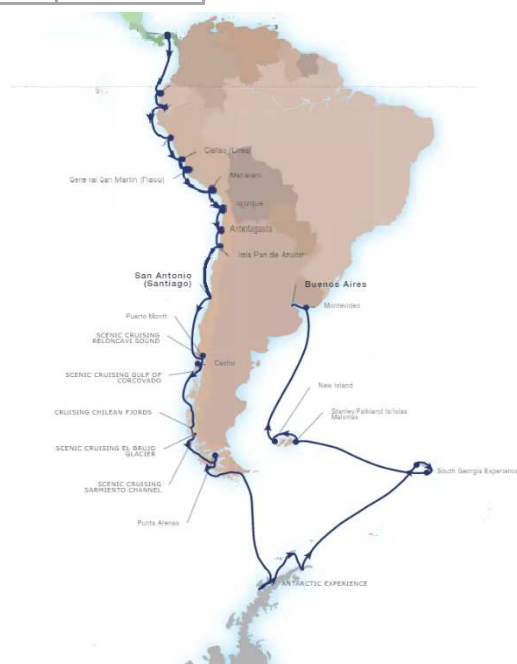 Callao (Lima)
General San Martin (Pisco)
Matarani
Iquique
Antofagasta
Isla Pan de Azucar
San Antonio
(Santiago)
Buenos Aires
Montevideo
Puerto Montt
SCENIC CRUISING
RELONCAVI SOUND
Castro
SCENIC CRUISING GULF OF
CORCOVADO
New Island
CRUISING CHILEAN FJORDS
Stanley/Falkland Is/Islas
Malvinas
SCENIC CRUISING EL BRUJO
GLACIER
South Georgia Experience
SCENIC CRUISING
SARMIENTO CHANNEL
Punta Arenas
ANTARCTIC EXPERIENCE